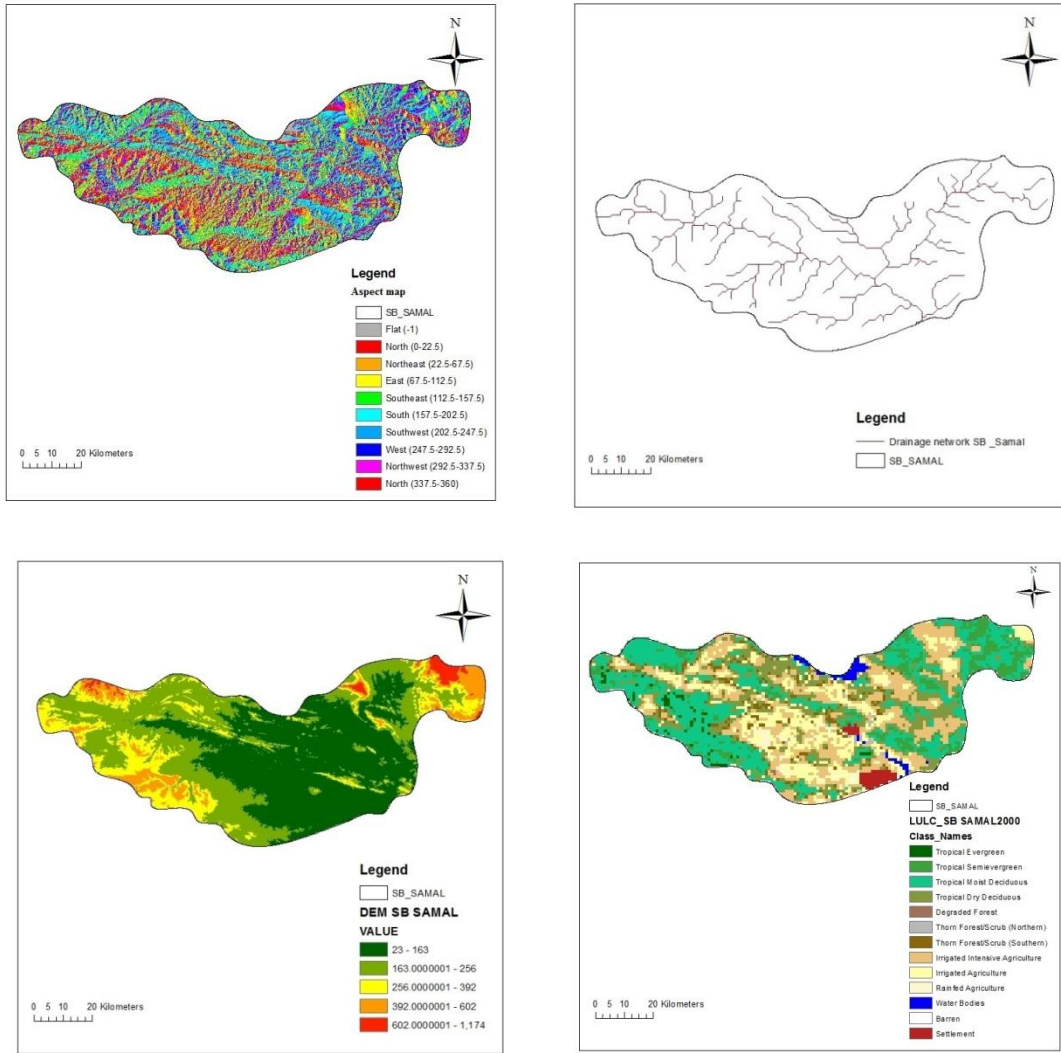 N
Legend
Aspect map
SB_SAMAL
Flat (-1)
North (0-22.5)
Northeast (22.5-67.5)
East (67.5-112.5)
Southeast (112.5-157.5)
South (157.5-202.5)
Southwest (202.5-247.5)
West (247.5-292.5)
Northwest (292.5-337.5)
North (337.5-360)
0 5 10 20 Kilometers
N
Legend
Drainage network SB _Samal
SB_SAMAL
0 5 10 20 Kilometers
N
Legend
SB_SAMAL
DEM SB SAMAL
VALUE
23 - 163
163.0000001 - 256
256.0000001 - 392
392.0000001 - 602
602.0000001 - 1,174
0 5 10 20 Kilometers
N
Legend
SB_SAMAL
LULC_SB SAMAL2000
Class_Names
Tropical Evergreen
Tropical Semievergreen
Tropical Moist Deciduous
Tropical Dry Deciduous
Degraded Forest
Thorn Forest/Scrub (Northern)
Thorn Forest/Scrub (Southern)
Irrigated Intensive Agriculture
Irrigated Agriculture
Rainfed Agriculture
Water Bodies
Barren
Settlement
0 5 10 20 Kilometers